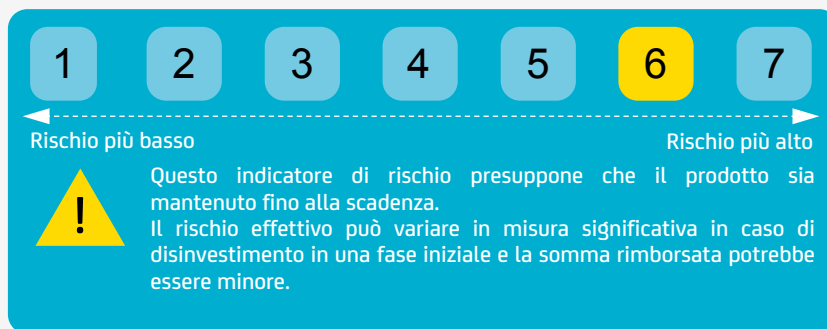 1 2 3 4 5 6 7
Rischio più basso Rischio più alto
! Questo indicatore di rischio presuppone che il prodotto sia
mantenuto fino alla scadenza.
Il rischio effettivo può variare in misura significativa in caso di
disinvestimento in una fase iniziale e la somma rimborsata potrebbe
essere minore.